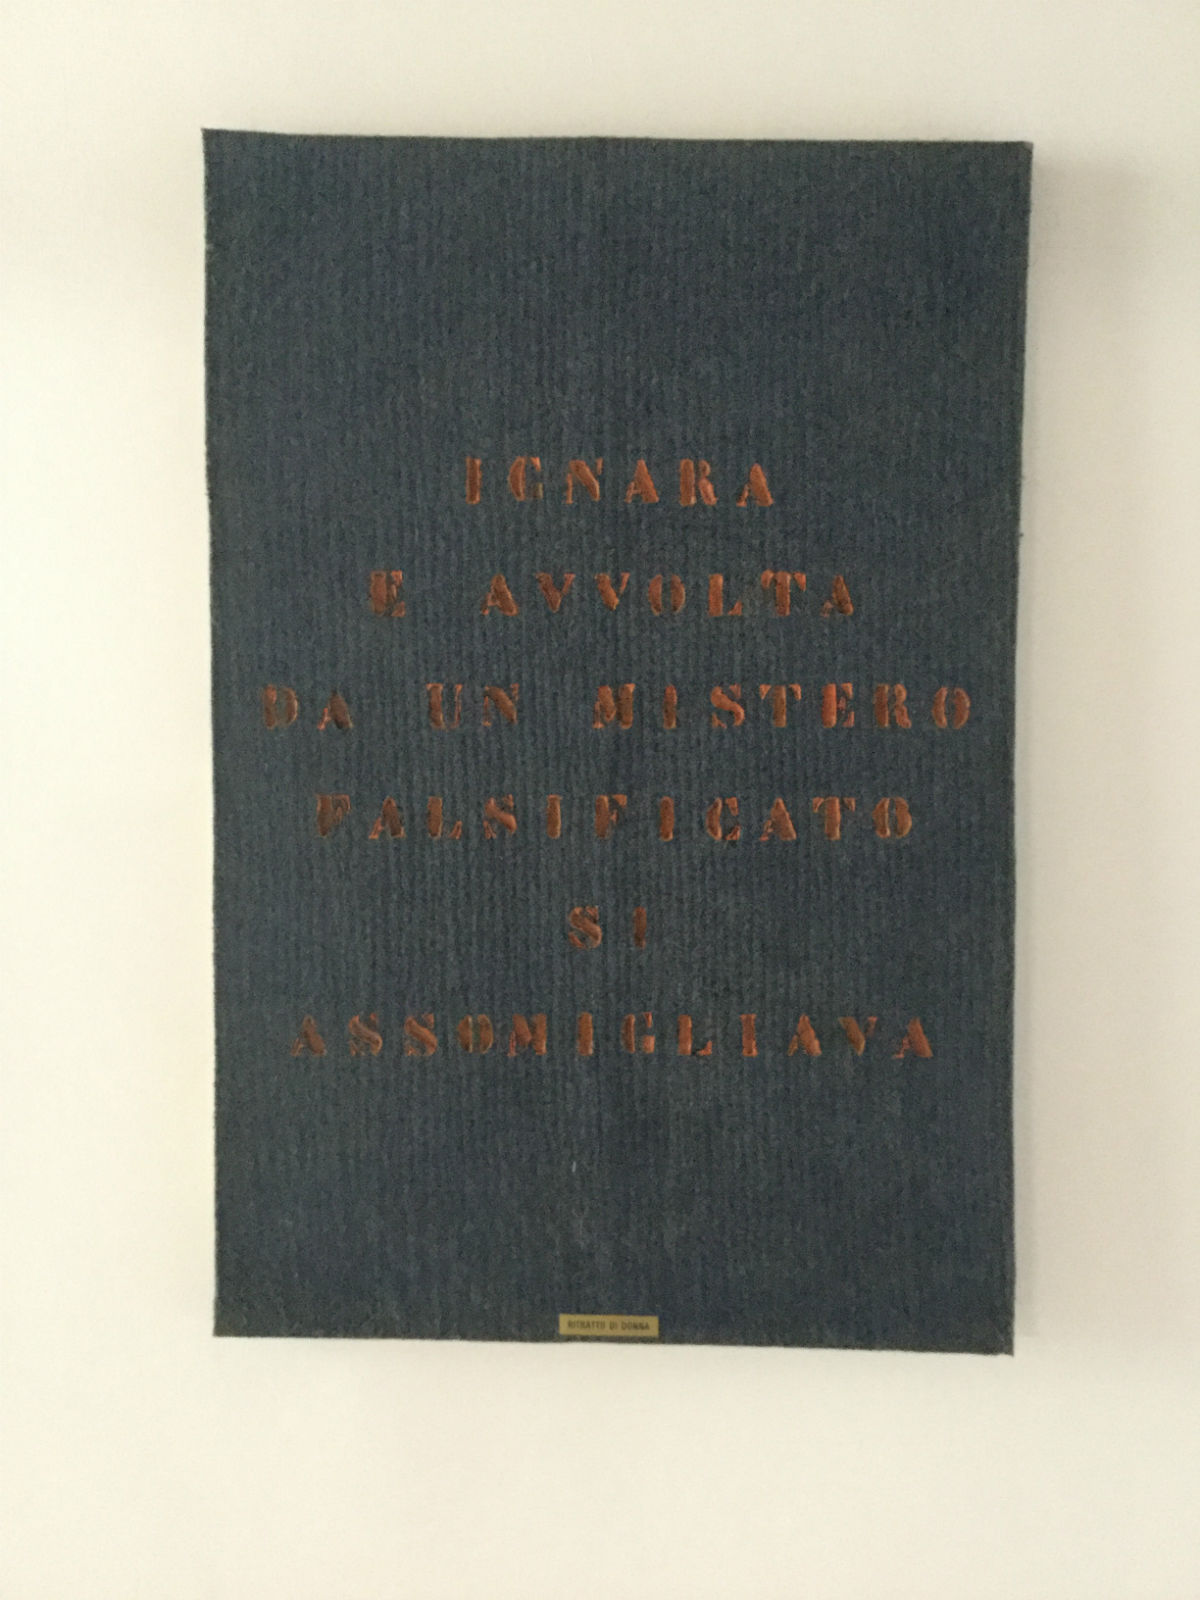 IGNARA
E AVVOLTA
DA UN MISTERO
FALSIFICATO
SI
ASSOMIGLIAVA
RITRATTO DI DONNA